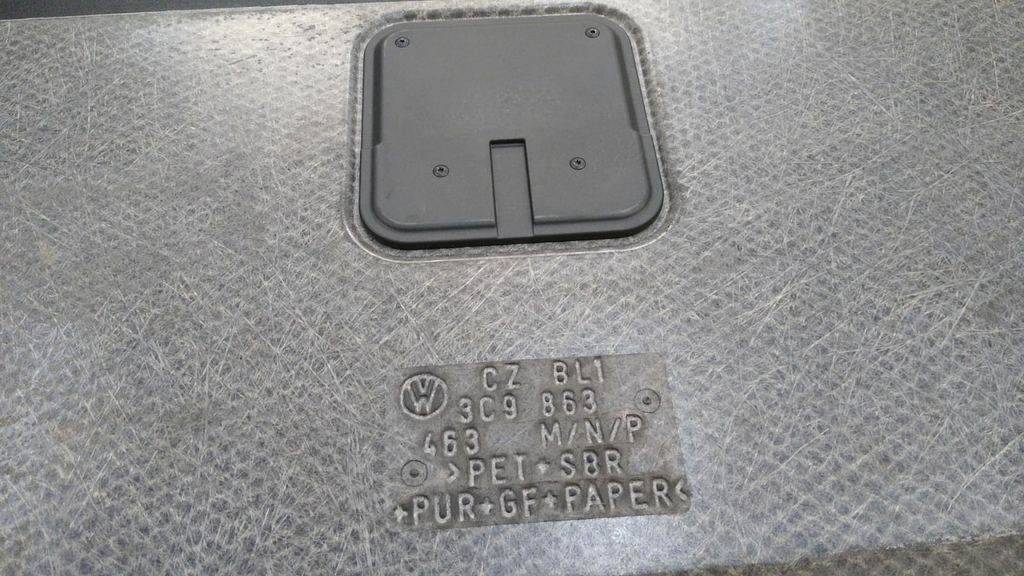 CZ BL1
3C9 863
463 M/N/P
>PET+SBR
+PUR+GF+PAPER<